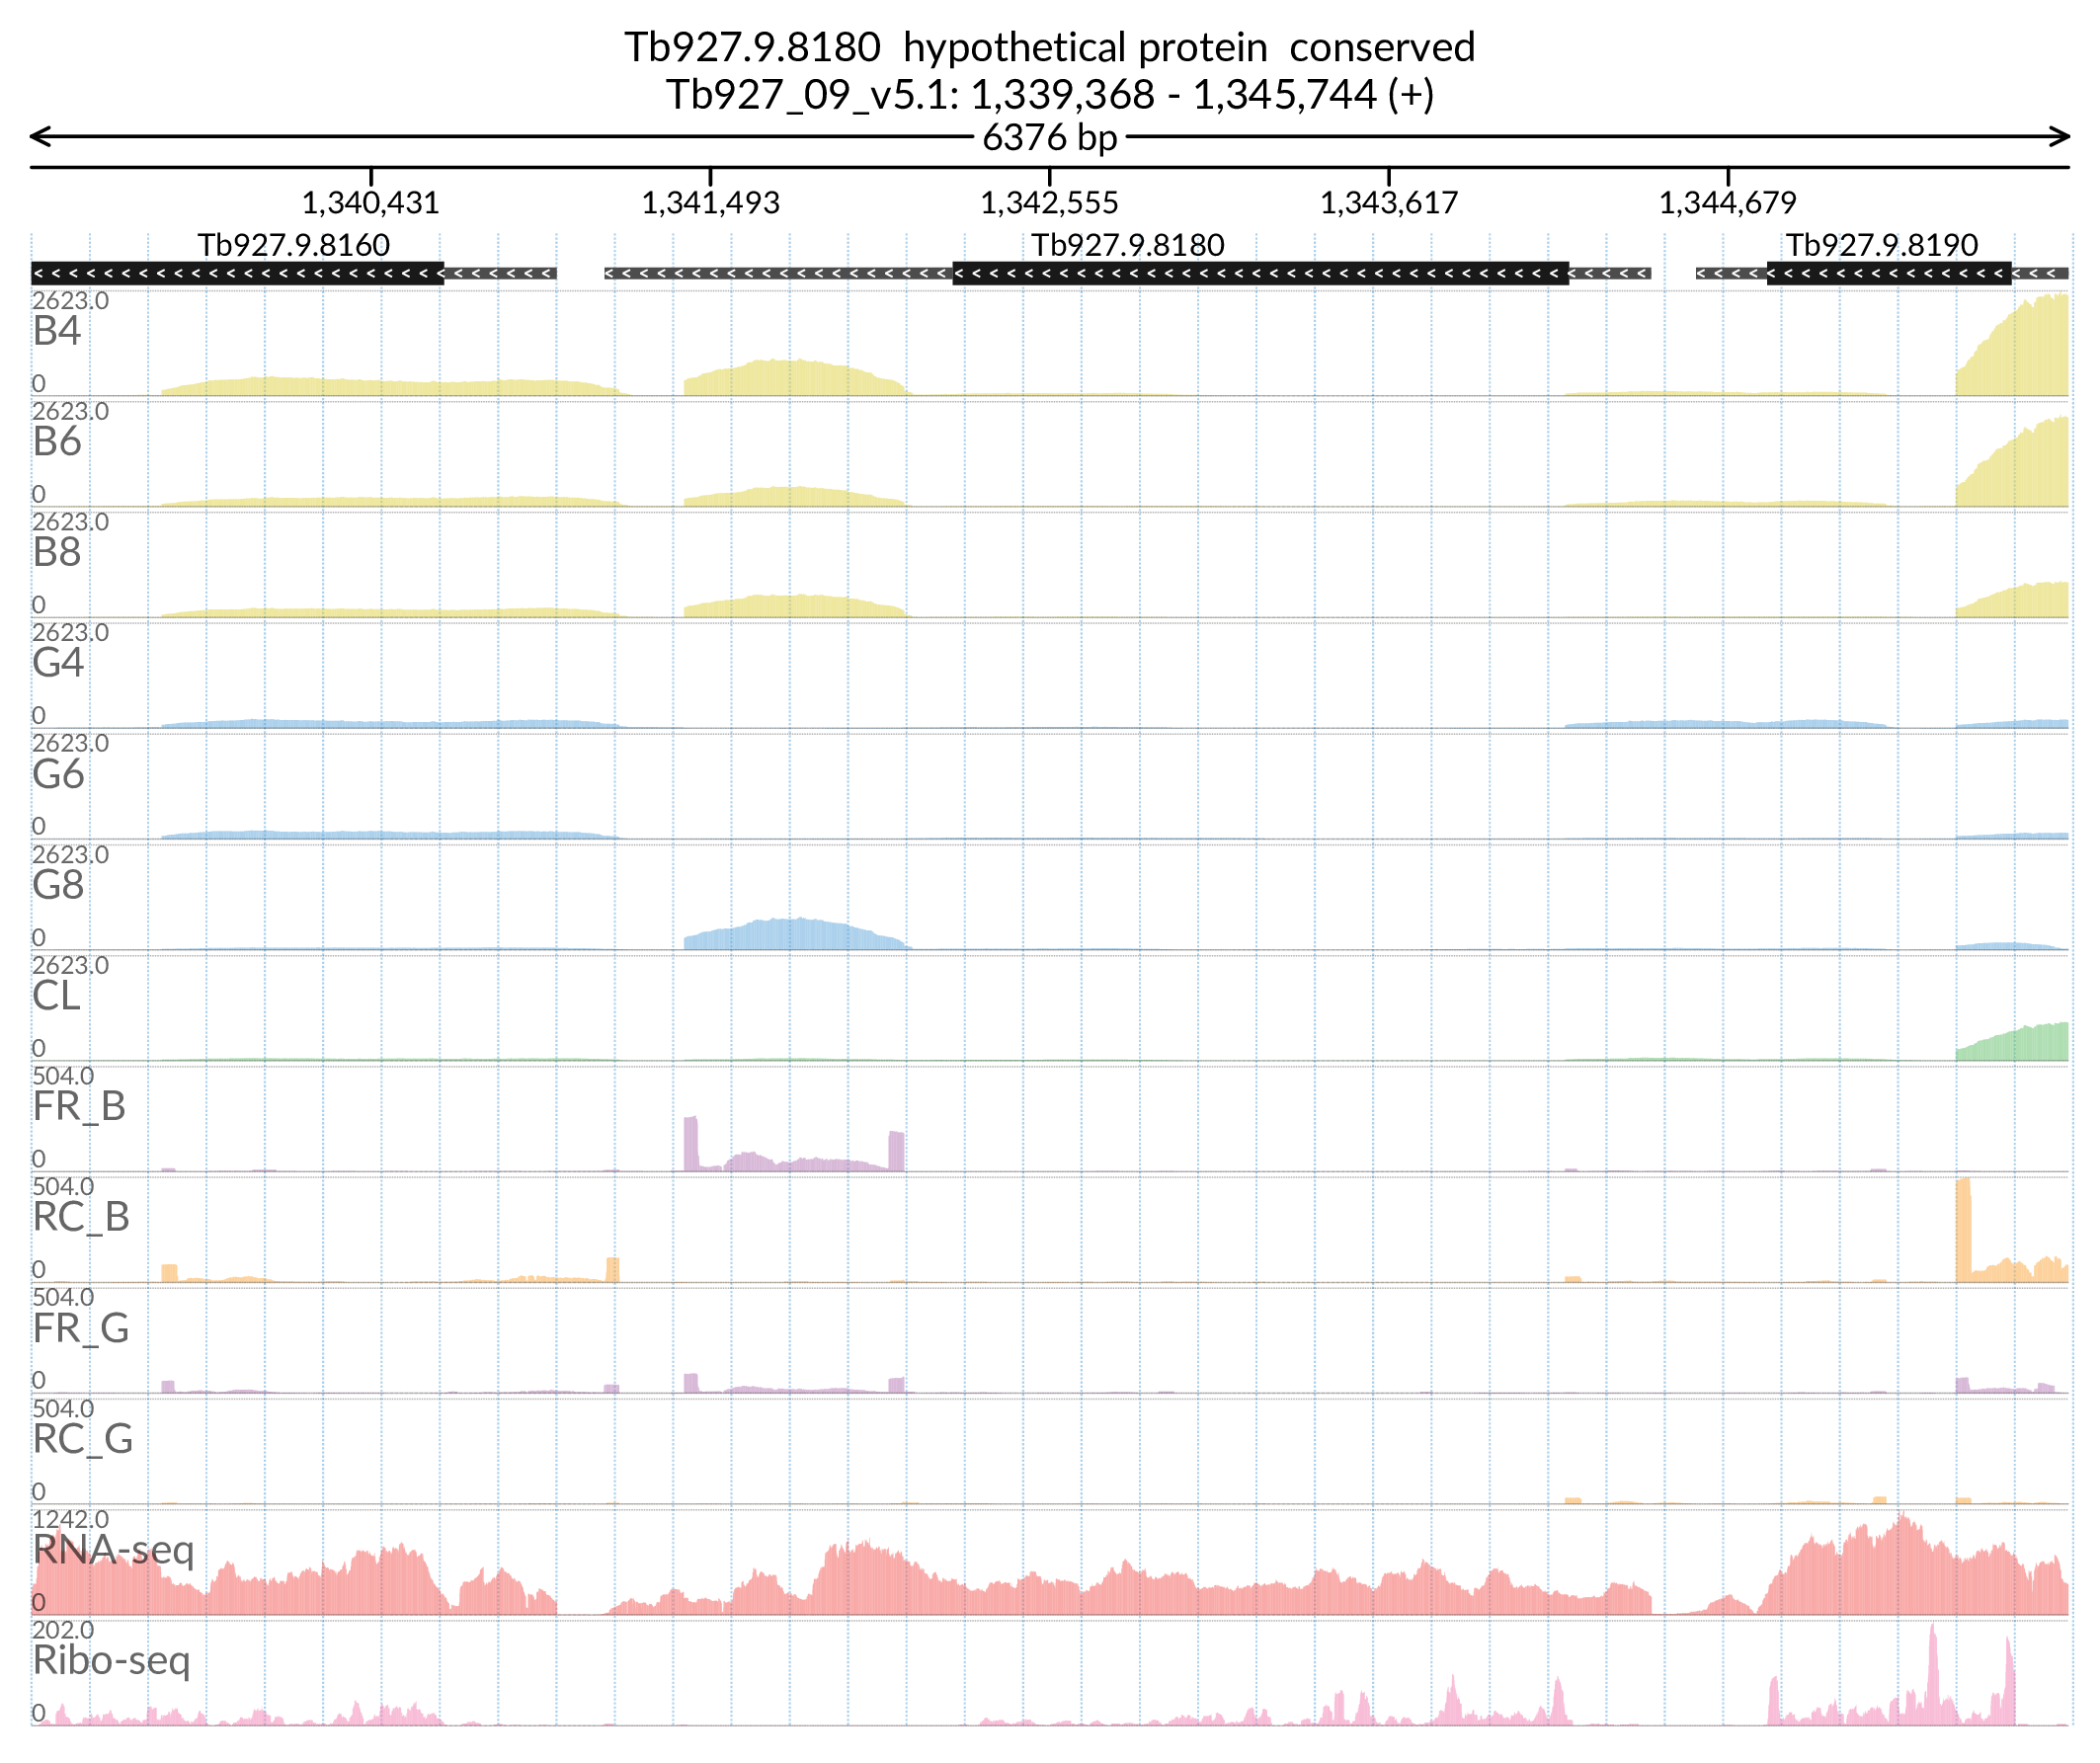 Tb927.9.8180  hypothetical protein  conserved
Tb927_09_v5.1: 1,339,368 - 1,345,744 (+)
6376 bp
1,340,431 1,341,493 1,342,555 1,343,617 1,344,679
Tb927.9.8160 Tb927.9.8180 Tb927.9.8190
2623.0
B4
0
2623.0
B6
0
2623.0
B8
0
2623.0
G4
0
2623.0
G6
0
2623.0
G8
0
2623.0
CL
0
504.0
FR_B
0
504.0
RC_B
0
504.0
FR_G
0
504.0
RC_G
0
1242.0
RNA-seq
0
202.0
Ribo-seq
0